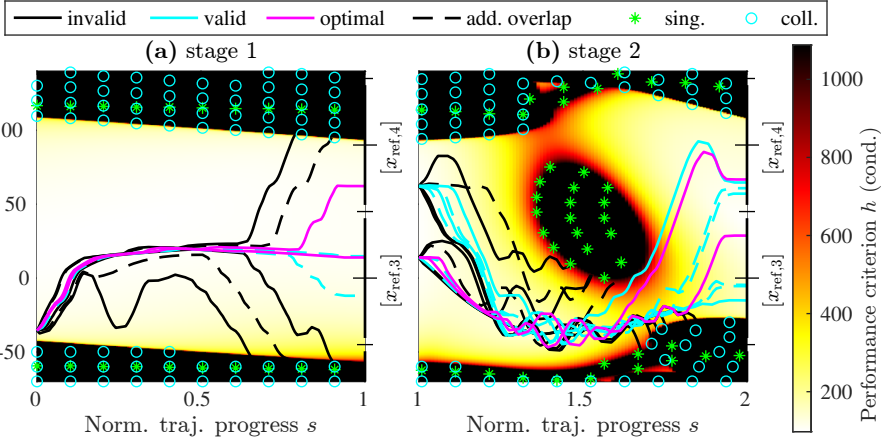 invalid valid optimal add. overlap sing. coll.
(a) stage 1 (b) stage 2
00
50
0
-50
0 0.5 1
Norm. traj. progress s
[x_ref,4]
[x_ref,3]
1 1.5 2
Norm. traj. progress s
[x_ref,4]
[x_ref,3]
1000
800
600
400
200
Performance criterion h (cond.)